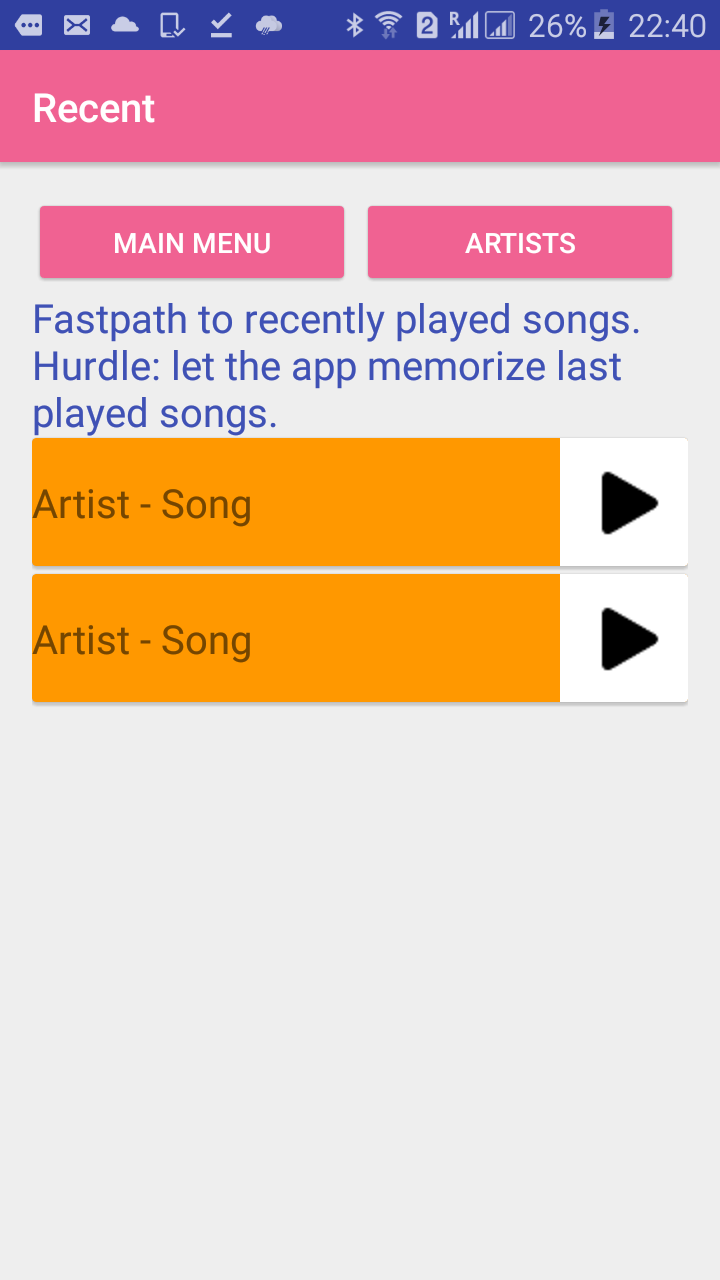 2 R 26% 22:40
Recent
MAIN MENU ARTISTS
Fastpath to recently played songs.
Hurdle: let the app memorize last
played songs.
Artist - Song
Artist - Song